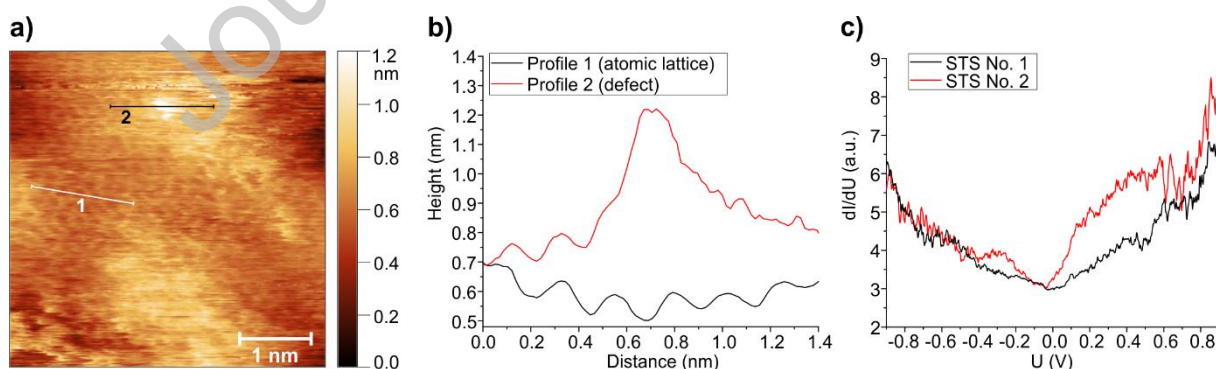 a)
1.2
nm
1.0
0.8
0.6
0.4
0.2
0.0
2
1
1 nm
Jou
b)
Profile 1 (atomic lattice)
Profile 2 (defect)
1.4
1.3
1.2
1.1
1.0
0.9
0.8
0.7
0.6
0.5
Height (nm)
0.0 0.2 0.4 0.6 0.8 1.0 1.2 1.4
Distance (nm)
c)
STS No. 1
STS No. 2
9
8
7
6
5
4
3
2
dI/dU (a.u.)
-0.8 -0.6 -0.4 -0.2 0.0 0.2 0.4 0.6 0.8
U (V)